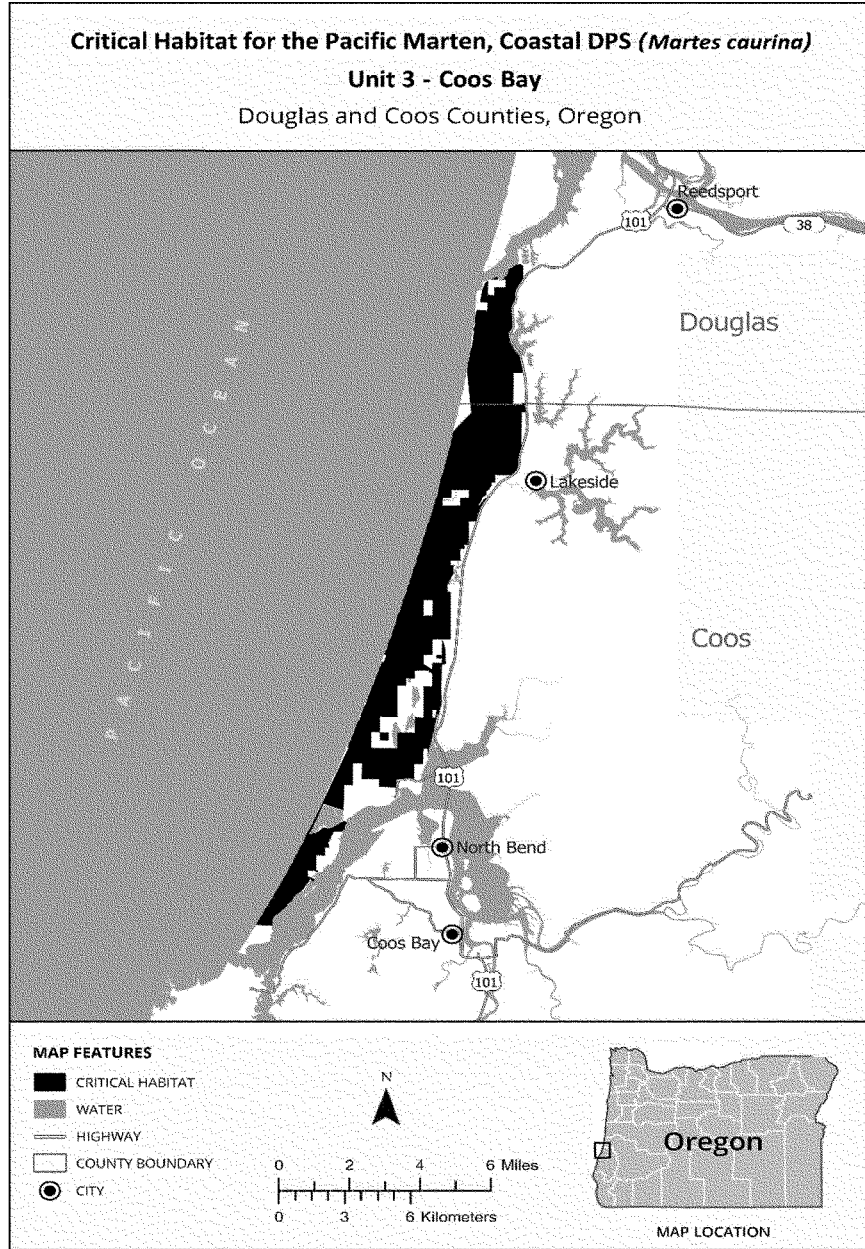 Critical Habitat for the Pacific Marten, Coastal DPS (Martes caurina)
Unit 3 - Coos Bay
Douglas and Coos Counties, Oregon
Reedsport
101
38
Douglas
PACIFIC OCEAN
Lakeside
Coos
101
North Bend
Coos Bay
101
MAP FEATURES
CRITICAL HABITAT
WATER
HIGHWAY
COUNTY BOUNDARY
CITY
N
0 2 4 6 Miles
0 3 6 Kilometers
Oregon
MAP LOCATION